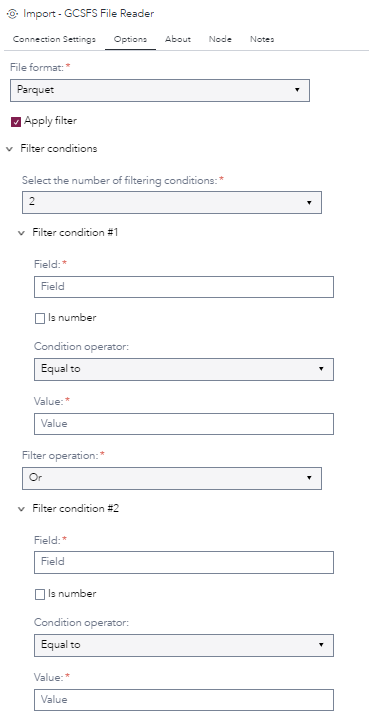 Import - GCSFS File Reader
Connection Settings Options About Node Notes
File format:*
Parquet
Apply filter
Filter conditions
Select the number of filtering conditions:*
2
Filter condition #1
Field:*
Field
Is number
Condition operator:
Equal to
Value:*
Value
Filter operation:*
Or
Filter condition #2
Field:*
Field
Is number
Condition operator:
Equal to
Value:*
Value